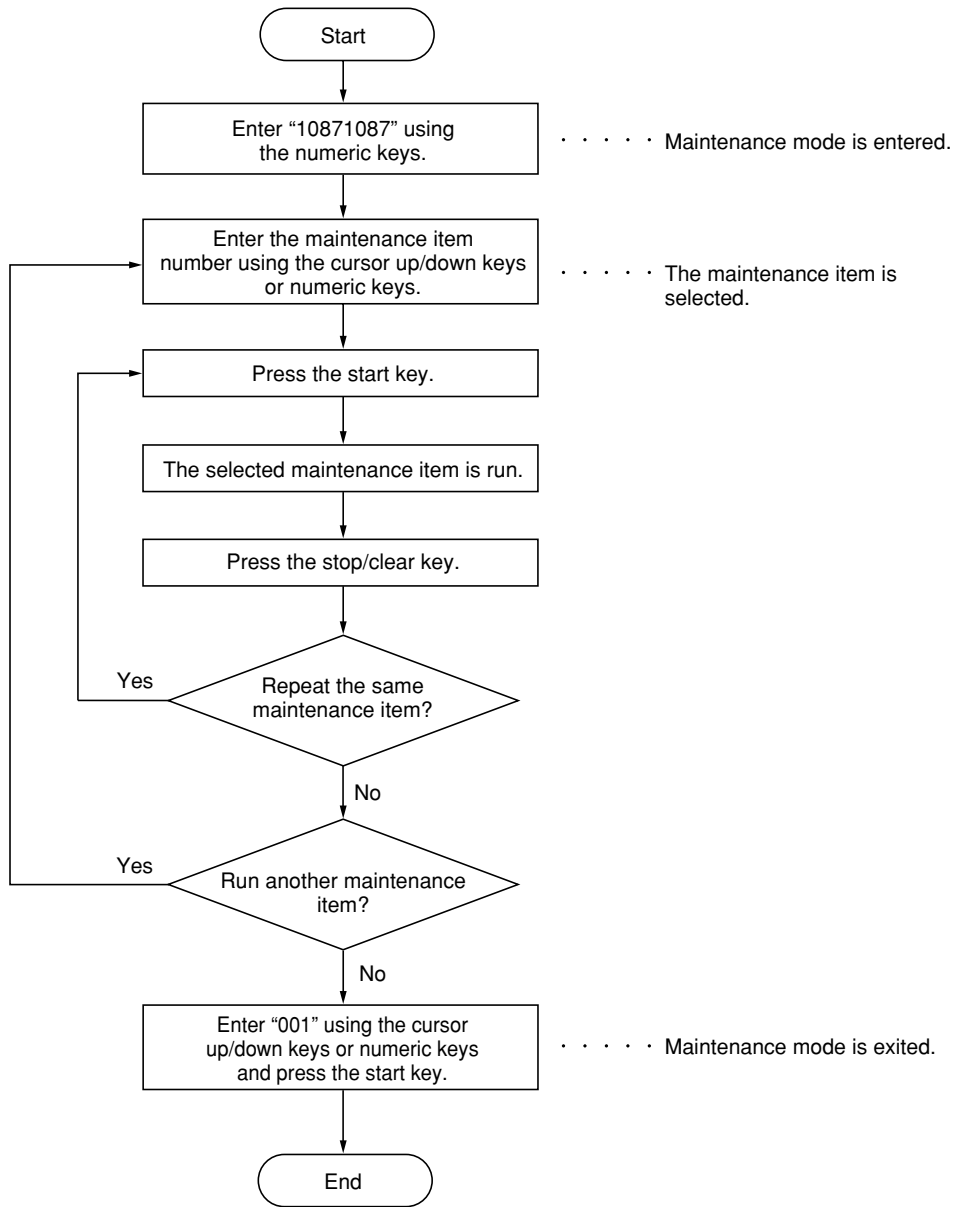 Start
Enter “10871087” using
the numeric keys.
· · · · · Maintenance mode is entered.
Enter the maintenance item
number using the cursor up/down keys
or numeric keys.
· · · · · The maintenance item is
selected.
Press the start key.
The selected maintenance item is run.
Press the stop/clear key.
Yes
Repeat the same
maintenance item?
No
Yes
Run another maintenance
item?
No
Enter “001” using the cursor
up/down keys or numeric keys
and press the start key.
· · · · · Maintenance mode is exited.
End